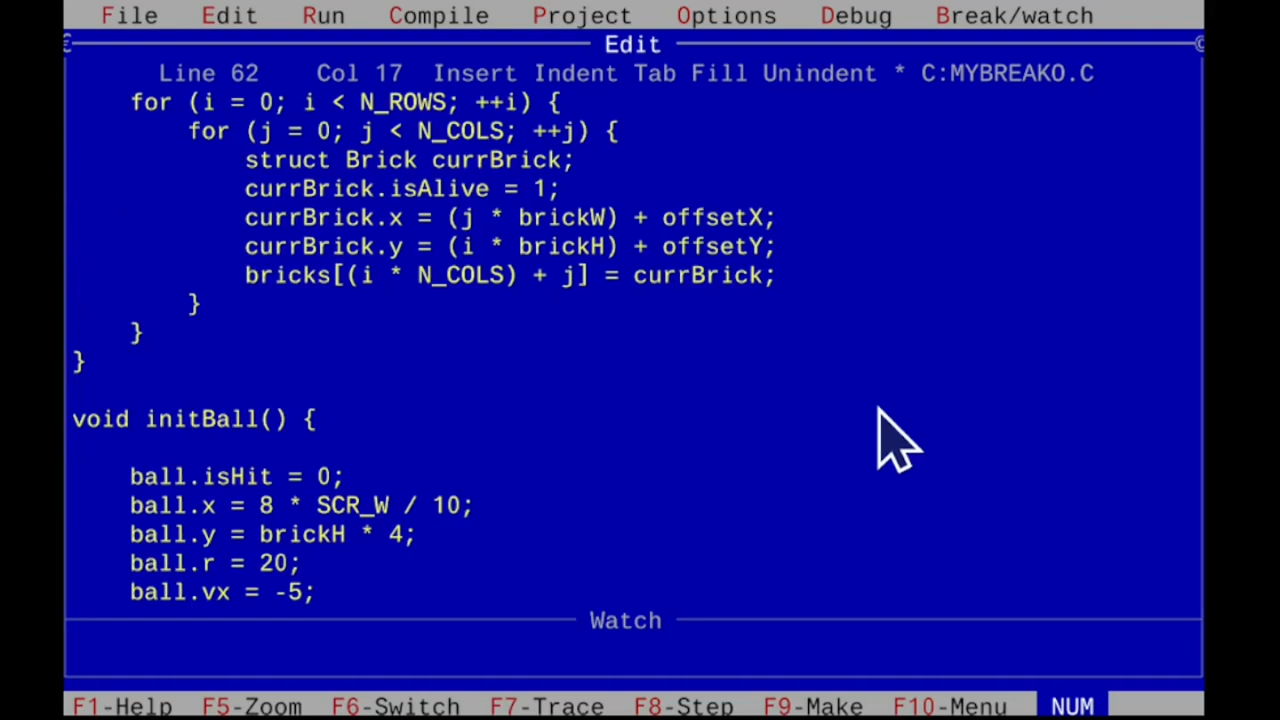 File Edit Run Compile Project Options Debug Break/watch
Edit
Line 62 Col 17 Insert Indent Tab Fill Unindent * C:MYBREAKO.C
for (i = 0; i < N_ROWS; ++i) {
for (j = 0; j < N_COLS; ++j) {
struct Brick currBrick;
currBrick.isAlive = 1;
currBrick.x = (j * brickW) + offsetX;
currBrick.y = (i * brickH) + offsetY;
bricks[(i * N_COLS) + j] = currBrick;
}
}
}
void initBall() {
ball.isHit = 0;
ball.x = 8 * SCR_W / 10;
ball.y = brickH * 4;
ball.r = 20;
ball.vx = -5;
Watch
F1-Help F5-Zoom F6-Switch F7-Trace F8-Step F9-Make F10-Menu NUM